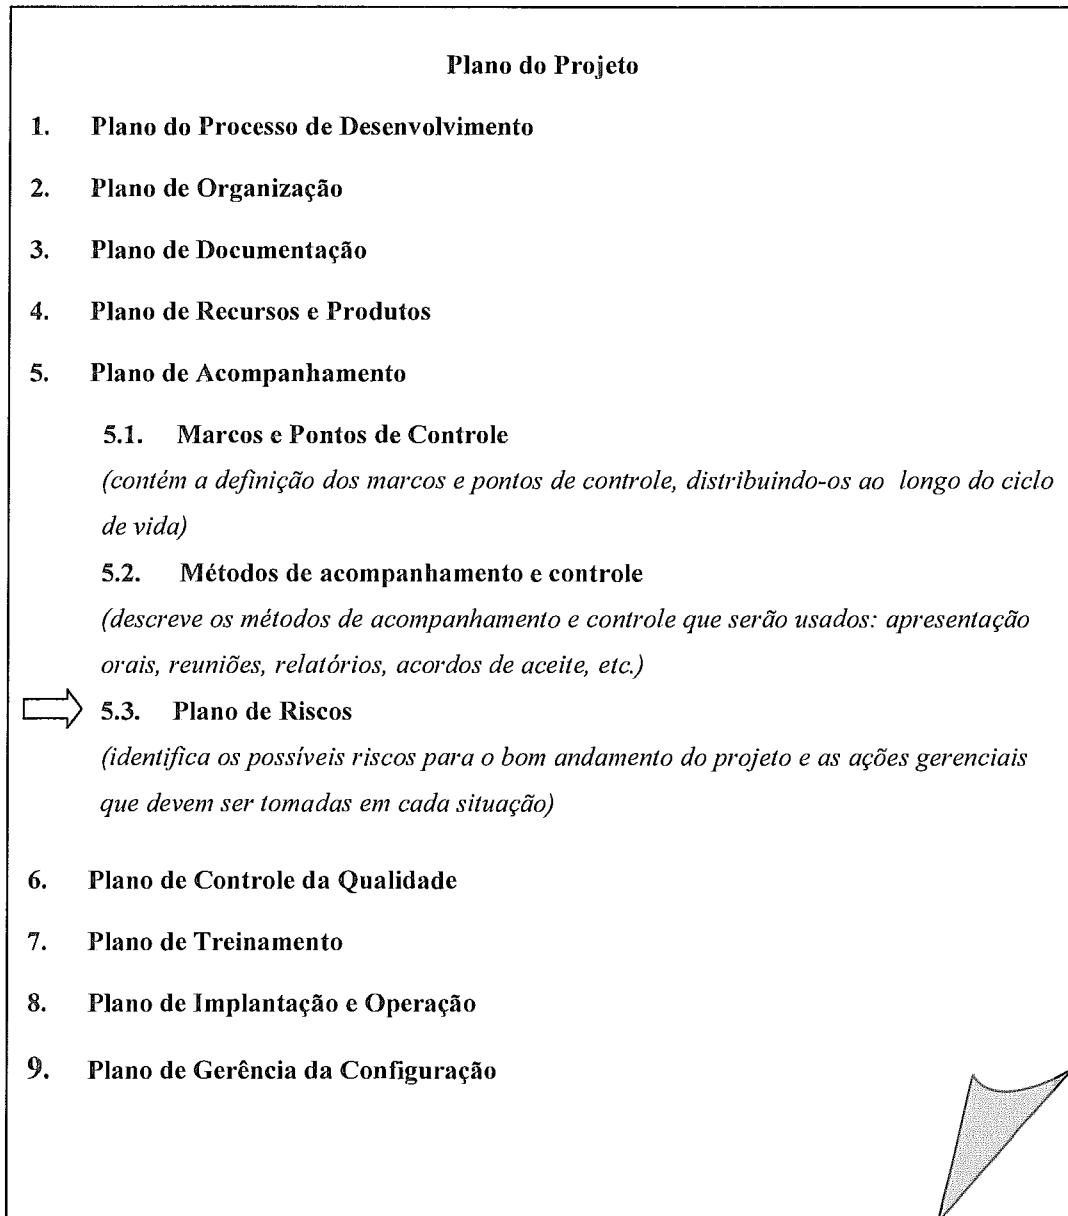 Plano do Projeto
1. Plano do Processo de Desenvolvimento
2. Plano de Organização
3. Plano de Documentação
4. Plano de Recursos e Produtos
5. Plano de Acompanhamento
5.1. Marcos e Pontos de Controle
(contém a definição dos marcos e pontos de controle, distribuindo-os ao longo do ciclo
de vida)
5.2. Métodos de acompanhamento e controle
(descreve os métodos de acompanhamento e controle que serão usados: apresentação
orais, reuniões, relatórios, acordos de aceite, etc.)
5.3. Plano de Riscos
(identifica os possíveis riscos para o bom andamento do projeto e as ações gerenciais
que devem ser tomadas em cada situação)
6. Plano de Controle da Qualidade
7. Plano de Treinamento
8. Plano de Implantação e Operação
9. Plano de Gerência da Configuração